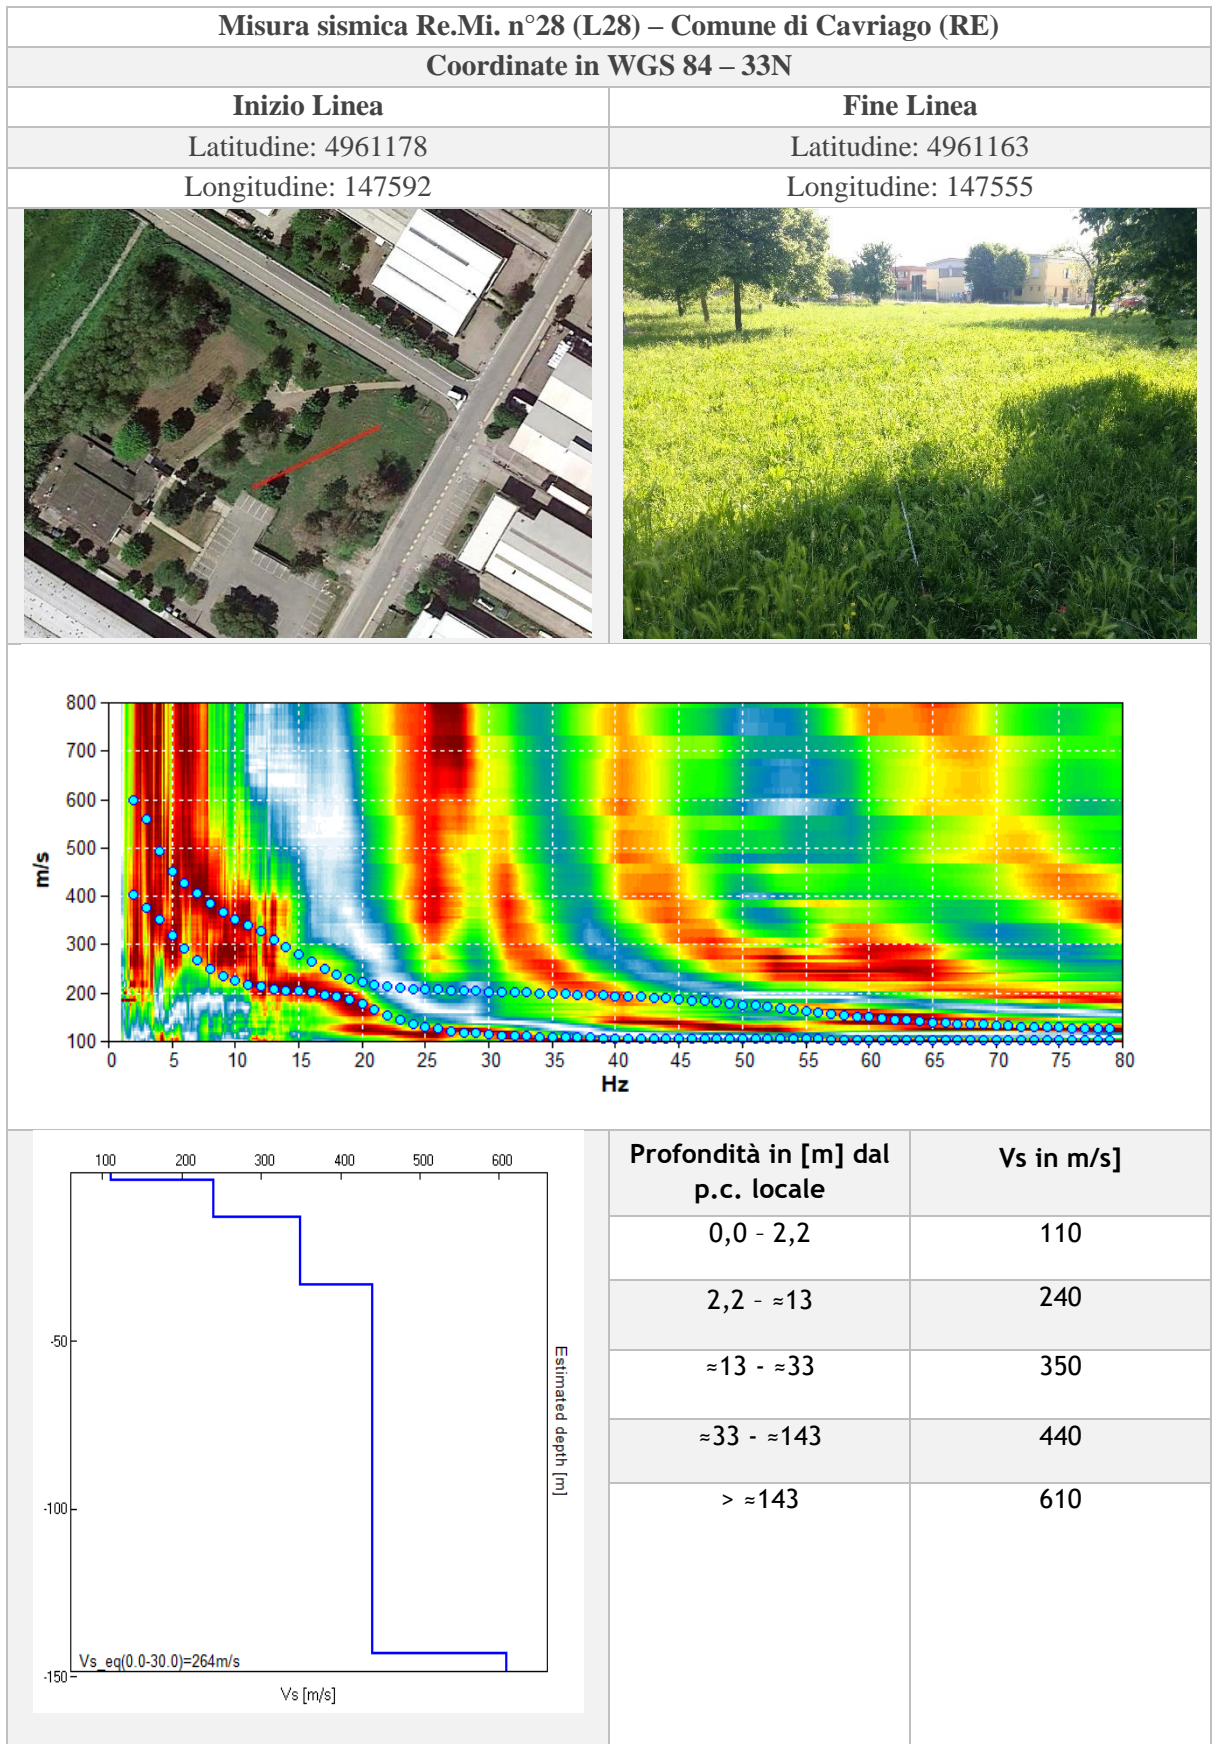 Misura sismica Re.Mi. n°28 (L28) – Comune di Cavriago (RE)
Coordinate in WGS 84 – 33N
Inizio Linea
Fine Linea
Latitudine: 4961178
Latitudine: 4961163
Longitudine: 147592
Longitudine: 147555
800
700
600
500
400
300
200
100
m/s
0 5 10 15 20 25 30 35 40 45 50 55 60 65 70 75 80
Hz
100 200 300 400 500 600
-50
-100
-150
Estimated depth [m]
Vs_eq(0.0-30.0)=264m/s
Vs [m/s]
Profondità in [m] dal
p.c. locale
Vs in m/s]
0,0 – 2,2
110
2,2 – ≈13
240
≈13 - ≈33
350
≈33 - ≈143
440
> ≈143
610